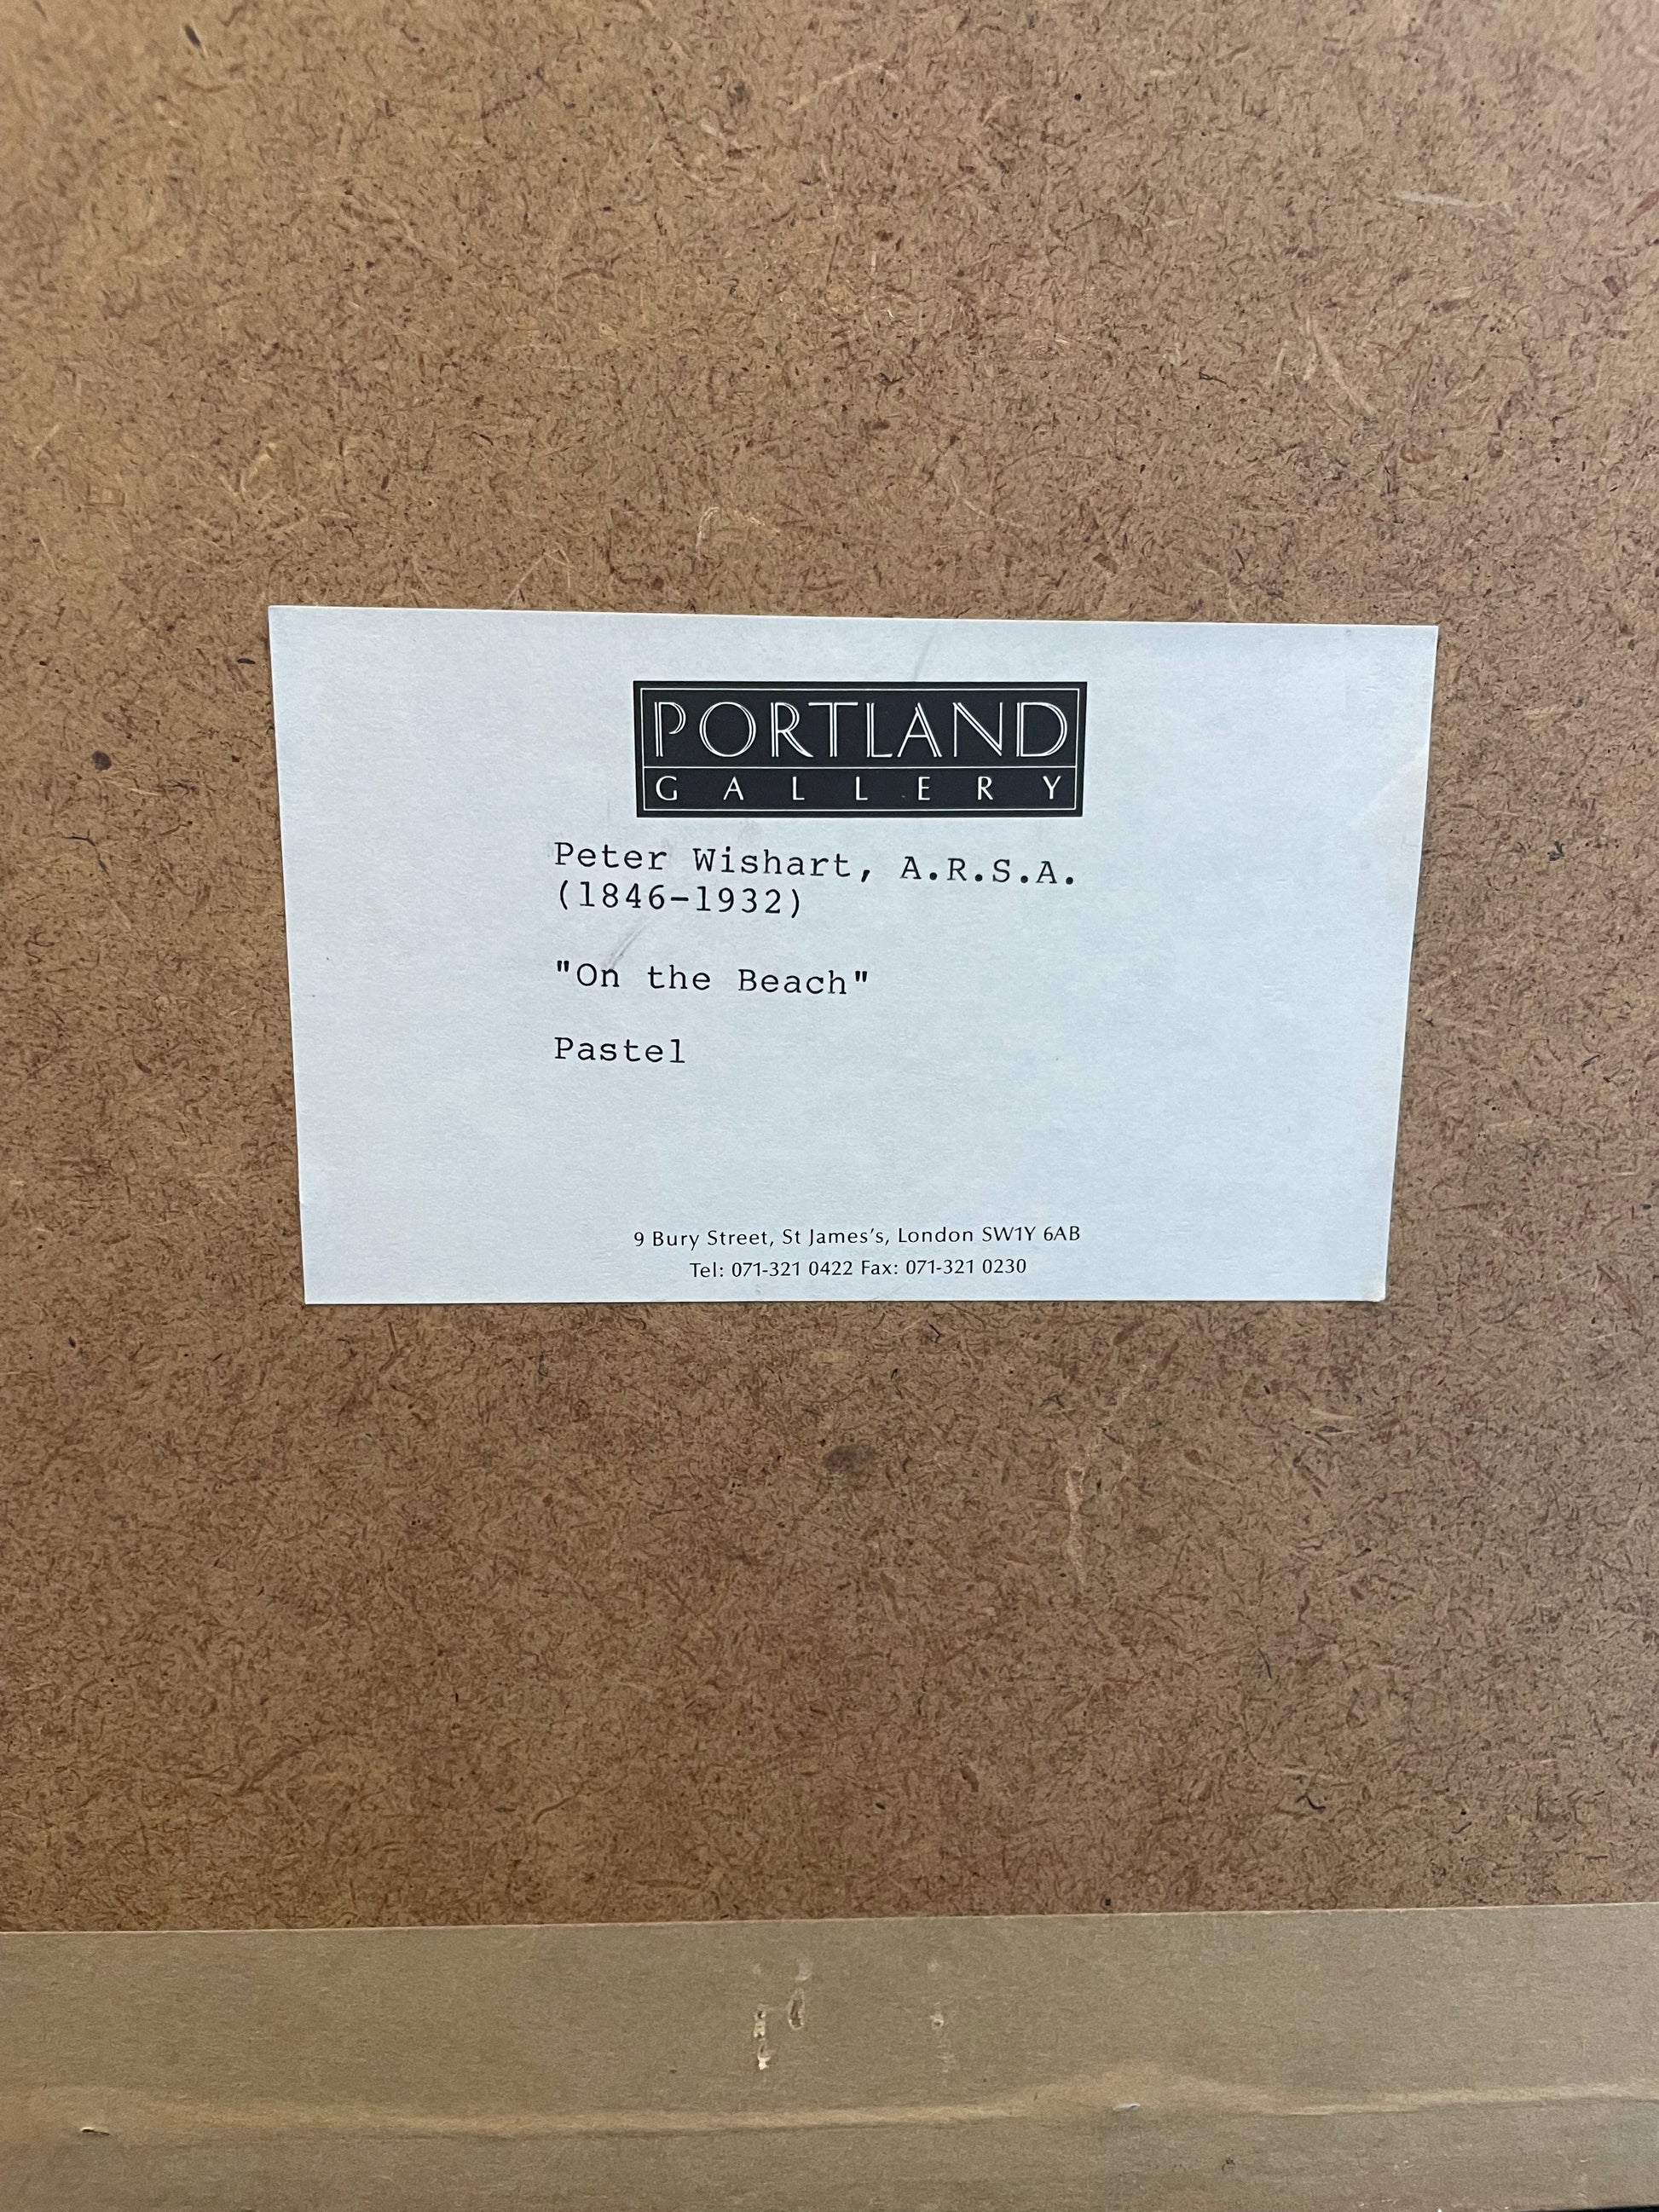 PORTLAND
GALLERY
Peter Wishart, A.R.S.A.
(1846-1932)
"On the Beach"
Pastel
9 Bury Street, St James's, London SW1Y 6AB
Tel: 071-321 0422 Fax: 071-321 0230